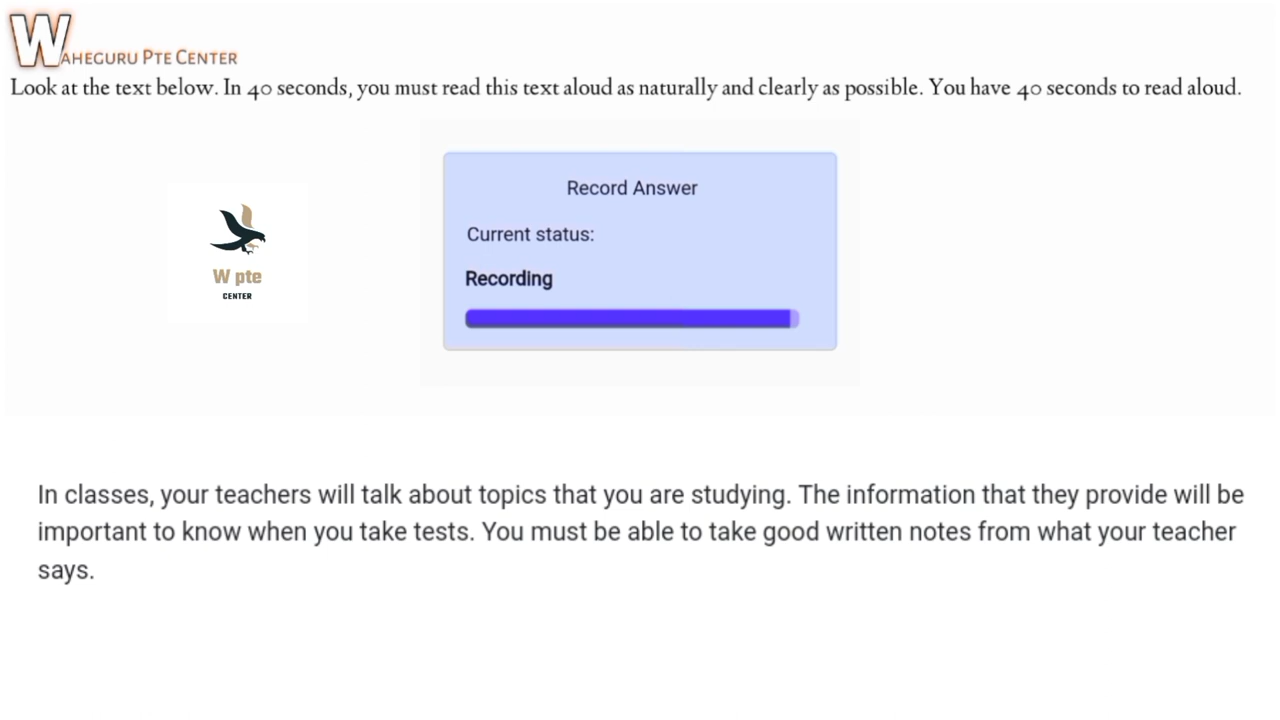 WAHEGURU PTE CENTER
Look at the text below. In 40 seconds, you must read this text aloud as naturally and clearly as possible. You have 40 seconds to read aloud.
Record Answer
Current status:
Recording
W pte
CENTER
In classes, your teachers will talk about topics that you are studying. The information that they provide will be
important to know when you take tests. You must be able to take good written notes from what your teacher
says.